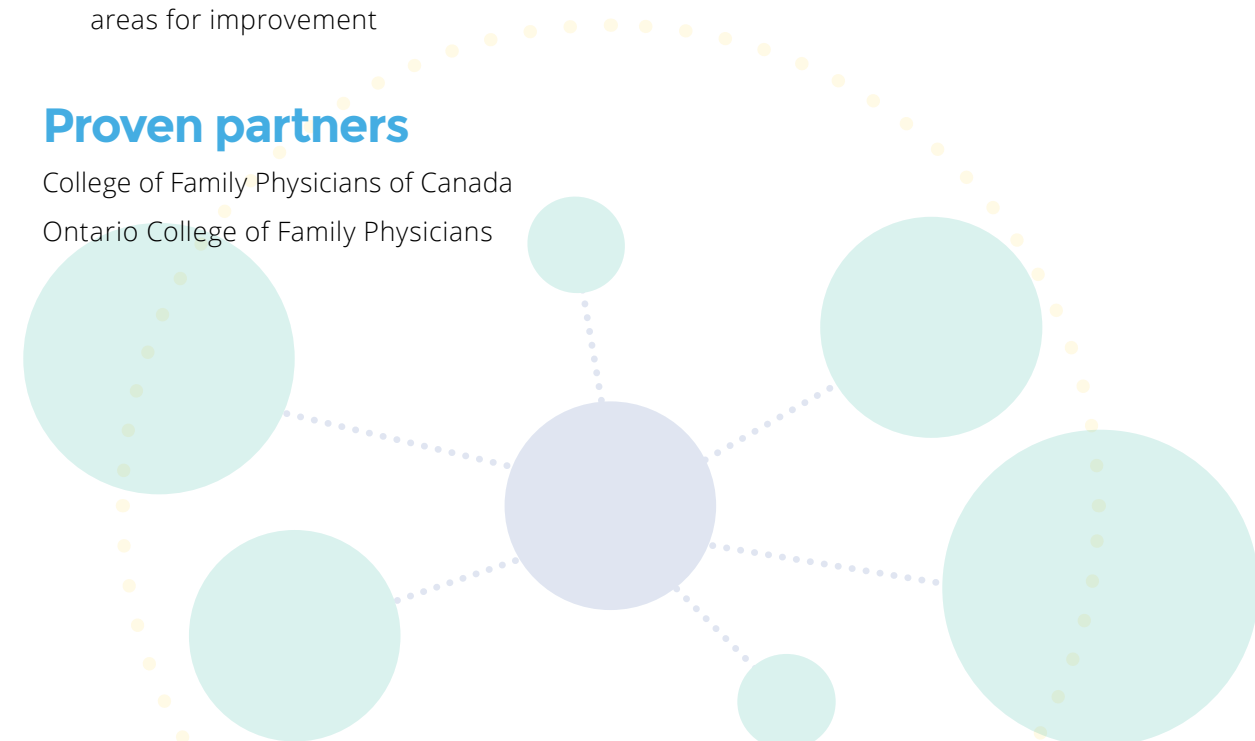 areas for improvement
Proven partners
College of Family Physicians of Canada
Ontario College of Family Physicians